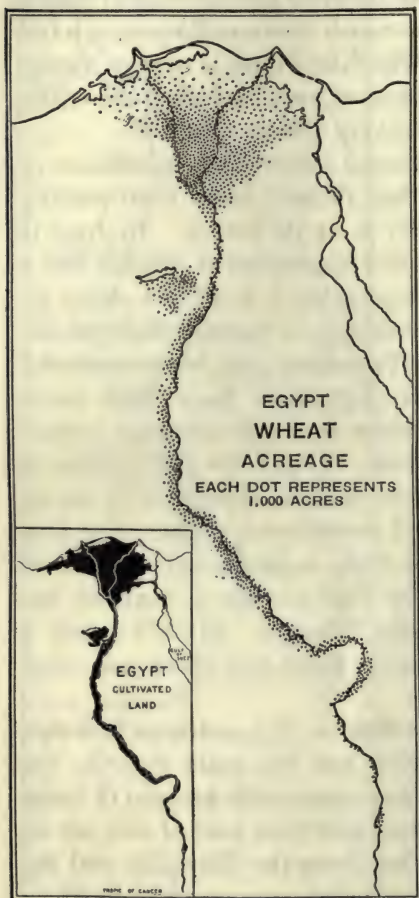 EGYPT
WHEAT
ACREAGE
EACH DOT REPRESENTS
1,000 ACRES
EGYPT
CULTIVATED
LAND
GULF
OF
SUEZ
TROPIC OF CANCER